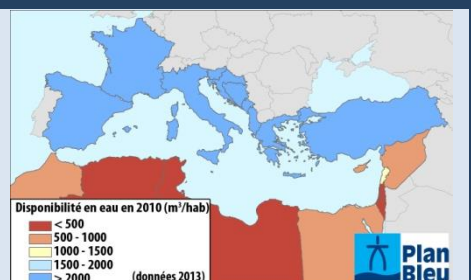 Disponibilité en eau en 2010 (m³/hab)
< 500
500 - 1000
1000 - 1500
1500 - 2000
> 2000
(données 2013)
Plan
Bleu